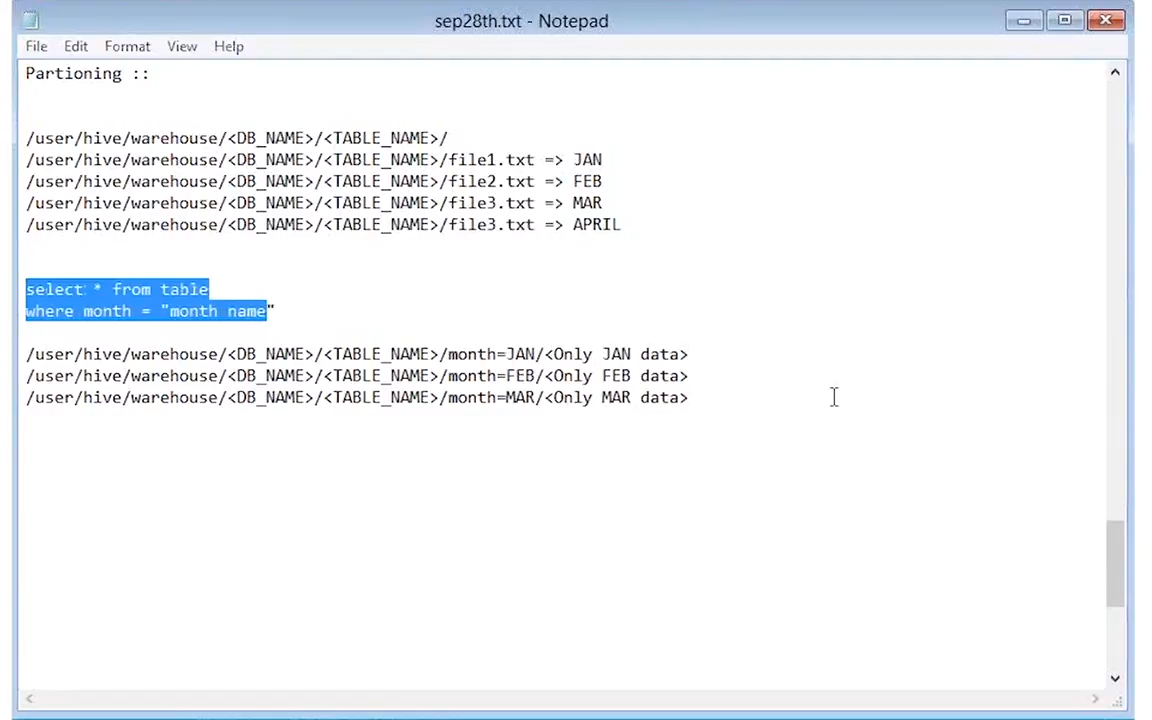 sep28th.txt - Notepad
File Edit Format View Help
Partioning ::
/user/hive/warehouse/<DB_NAME>/<TABLE_NAME>/
/user/hive/warehouse/<DB_NAME>/<TABLE_NAME>/file1.txt => JAN
/user/hive/warehouse/<DB_NAME>/<TABLE_NAME>/file2.txt => FEB
/user/hive/warehouse/<DB_NAME>/<TABLE_NAME>/file3.txt => MAR
/user/hive/warehouse/<DB_NAME>/<TABLE_NAME>/file3.txt => APRIL
select * from table
where month = "month name"
/user/hive/warehouse/<DB_NAME>/<TABLE_NAME>/month=JAN/<Only JAN data>
/user/hive/warehouse/<DB_NAME>/<TABLE_NAME>/month=FEB/<Only FEB data>
/user/hive/warehouse/<DB_NAME>/<TABLE_NAME>/month=MAR/<Only MAR data>